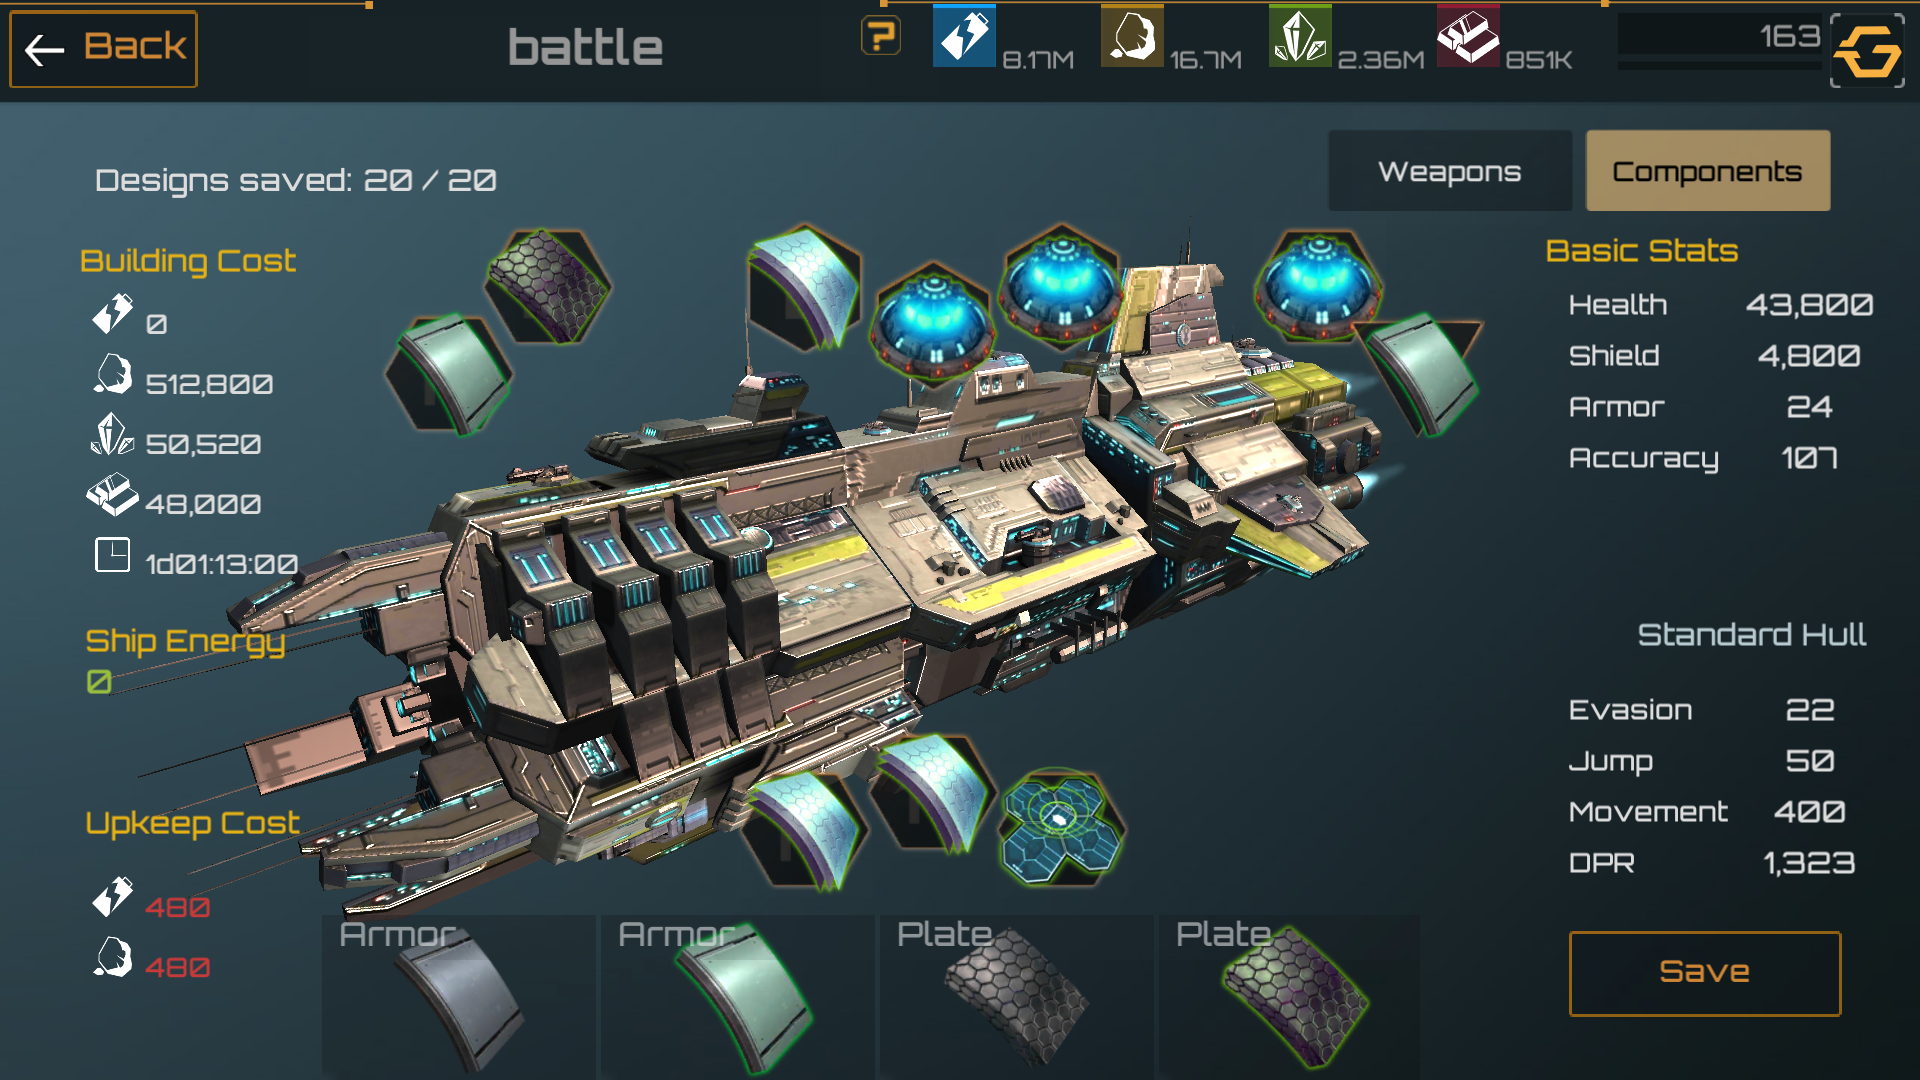 Back
battle
?
8.17M
16.7M
2.36M
851K
163
Designs saved: 20 / 20
Weapons
Components
Building Cost
0
512,800
50,520
48,000
1d01:13:00
Ship Energy
0
Upkeep Cost
480
480
Basic Stats
Health 43,800
Shield 4,800
Armor 24
Accuracy 107
Standard Hull
Evasion 22
Jump 50
Movement 400
DPR 1,323
Armor
Armor
Plate
Plate
Save